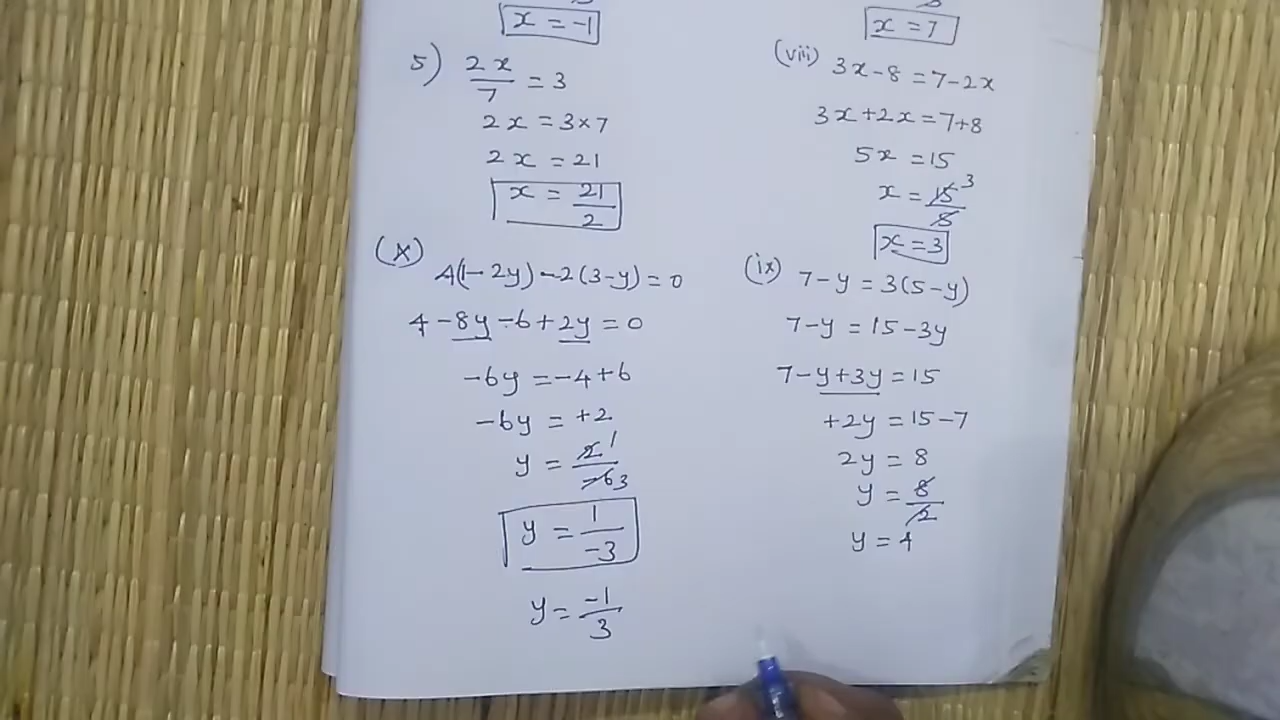 x = -1
5) 2x/7 = 3
2x = 3×7
2x = 21
x = 21/2
(x) 4(1-2y)-2(3-y)=0
4-8y-6+2y=0
-6y=-4+6
-6y = +2
y = 2 1/-6 3
y = 1/-3
y = -1/3
x = 7
(viii) 3x-8=7-2x
3x+2x=7+8
5x = 15
x = 15 3/5
x = 3
(ix) 7-y = 3(5-y)
7-y = 15-3y
7-y+3y = 15
+2y = 15-7
2y = 8
y = 8/2
y = 4